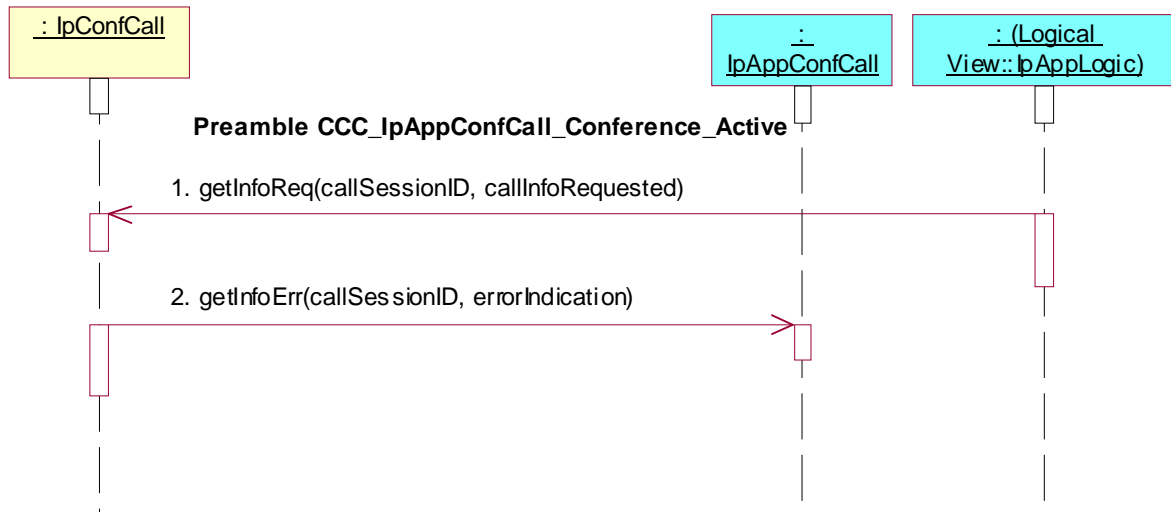 : IpConfCall
:
IpAppConfCall
: (Logical
View::IpAppLogic)
Preamble CCC_IpAppConfCall_Conference_Active
1. getInfoReq(callSessionID, callInfoRequested)
2. getInfoErr(callSessionID, errorIndication)